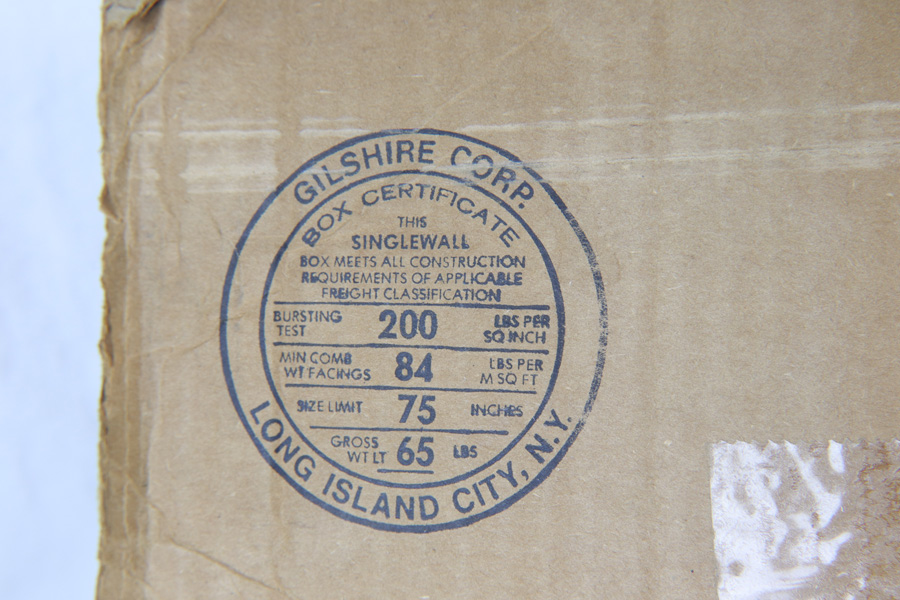 GILSHIRE CORP.
BOX CERTIFICATE
THIS
SINGLEWALL
BOX MEETS ALL CONSTRUCTION
REQUIREMENTS OF APPLICABLE
FREIGHT CLASSIFICATION
BURSTING TEST 200 LBS PER SQ INCH
MIN COMB WT FACINGS 84 LBS PER M SQ FT
SIZE LIMIT 75 INCHES
GROSS WT LT 65 LBS
LONG ISLAND CITY, N.Y.